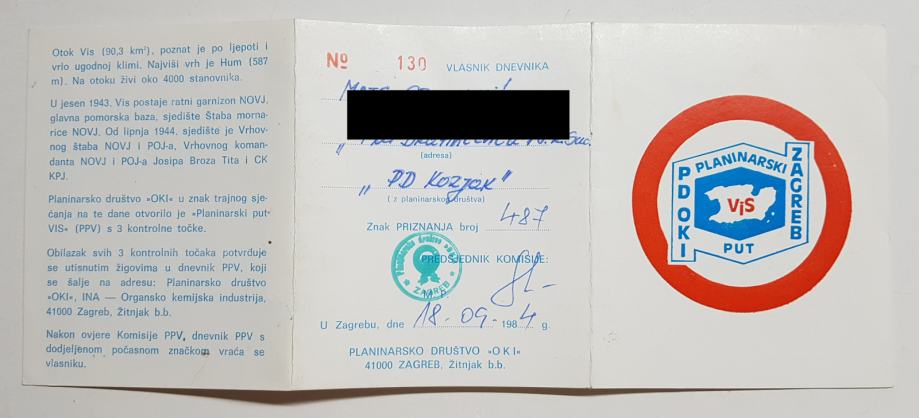 Otok Vis (90,3 km²), poznat je po ljepoti i
vrlo ugodnoj klimi. Najviši vrh je Hum (587
m). Na otoku živi oko 4000 stanovnika.
U jesen 1943. Vis postaje ratni garnizon NOVJ,
glavna pomorska baza, sjedište Štaba morna-
rice NOVJ. Od lipnja 1944. sjedište je Vrhov-
nog štaba NOVJ i POJ-a, Vrhovnog koman-
danta NOVJ i POJ-a Josipa Broza Tita i CK
KPJ.
Planinarsko društvo »OKI« u znak trajnog sje-
ćanja na te dane otvorilo je »Planinarski put
VIS« (PPV) s 3 kontrolne točke.
Obilazak svih 3 kontrolnih točaka potvrđuje
se utisnutim žigovima u dnevnik PPV, koji
se šalje na adresu: Planinarsko društvo
»OKI«, INA — Organsko kemijska industrija,
41000 Zagreb, Žitnjak b.b.
Nakon ovjere Komisije PPV, dnevnik PPV s
dodjeljenim počasnom značkom vraća se
vlasniku.
Nº 130 VLASNIK DNEVNIKA
(adresa)
„PD Kozjak"
(iz planinarskog društva)
Znak PRIZNANJA broj 487
PREDSJEDNIK KOMISIJE:
ZAGREB
M. P.
U Zagrebu, dne 18.09. 1984 g.
PLANINARSKO DRUŠTVO »OKI«
41000 ZAGREB, Žitnjak b.b.
PD OKI
PLANINARSKI
ZAGREB
ViS
PUT